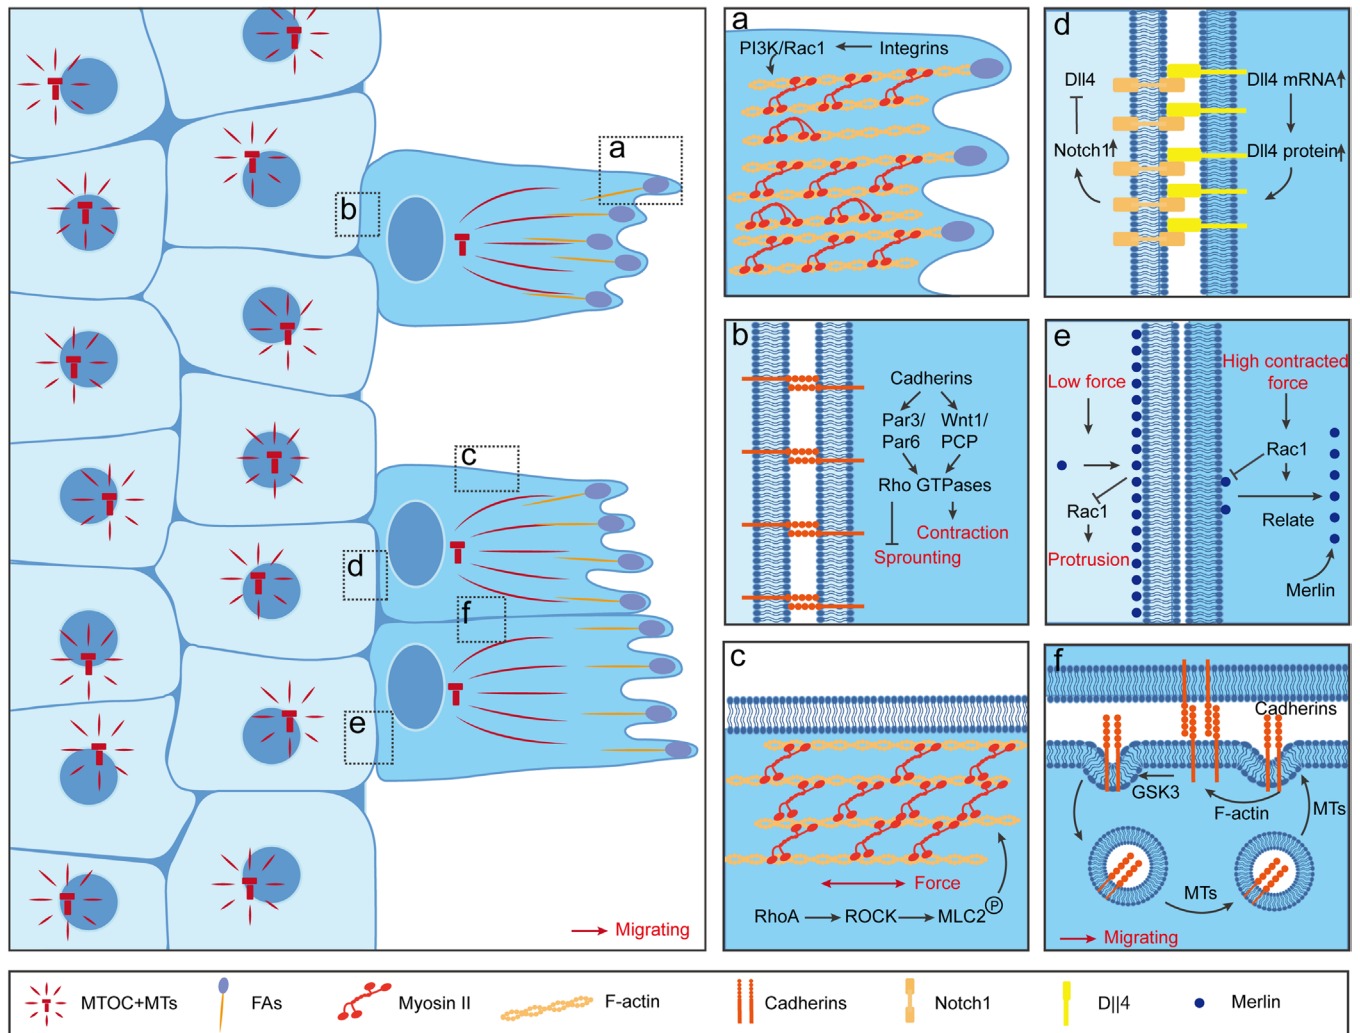 a
b
c
d
f
e
Migrating
a
PI3K/Rac1
Integrins
b
Cadherins
Par3/
Par6
Wnt1/
PCP
Rho GTPases
Contraction
Sprounting
c
Force
RhoA
ROCK
MLC2
P
d
Dll4
Notch1
Dll4 mRNA
Dll4 protein
e
Low force
Rac1
Protrusion
High contracted
force
Rac1
Relate
Merlin
f
Cadherins
GSK3
F-actin
MTs
MTs
Migrating
MTOC+MTs
FAs
Myosin II
F-actin
Cadherins
Notch1
D||4
Merlin